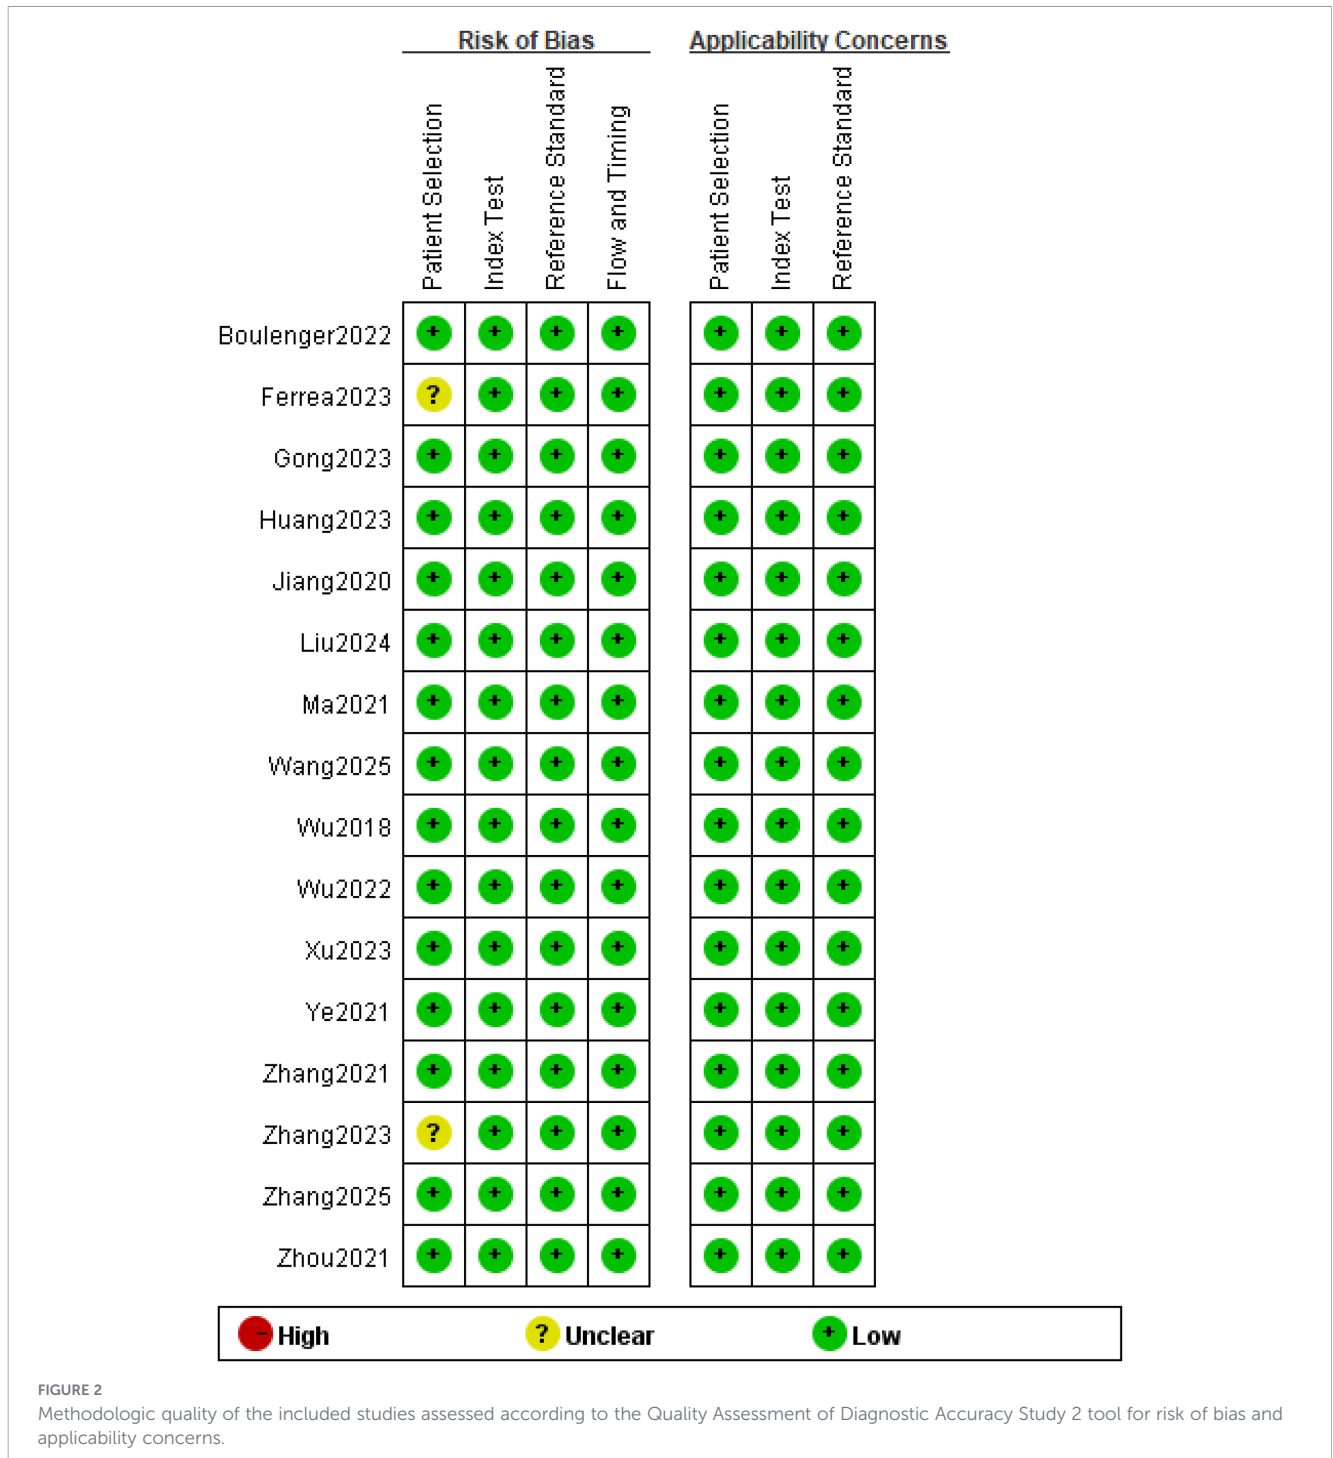 Risk of Bias
Applicability Concerns
Patient Selection
Index Test
Reference Standard
Flow and Timing
Patient Selection
Index Test
Reference Standard
Boulenger2022 + + + + + + +
Ferrea2023 ? + + + + + +
Gong2023 + + + + + + +
Huang2023 + + + + + + +
Jiang2020 + + + + + + +
Liu2024 + + + + + + +
Ma2021 + + + + + + +
Wang2025 + + + + + + +
Wu2018 + + + + + + +
Wu2022 + + + + + + +
Xu2023 + + + + + + +
Ye2021 + + + + + + +
Zhang2021 + + + + + + +
Zhang2023 ? + + + + + +
Zhang2025 + + + + + + +
Zhou2021 + + + + + + +
- High ? Unclear + Low
FIGURE 2
Methodologic quality of the included studies assessed according to the Quality Assessment of Diagnostic Accuracy Study 2 tool for risk of bias and
applicability concerns.